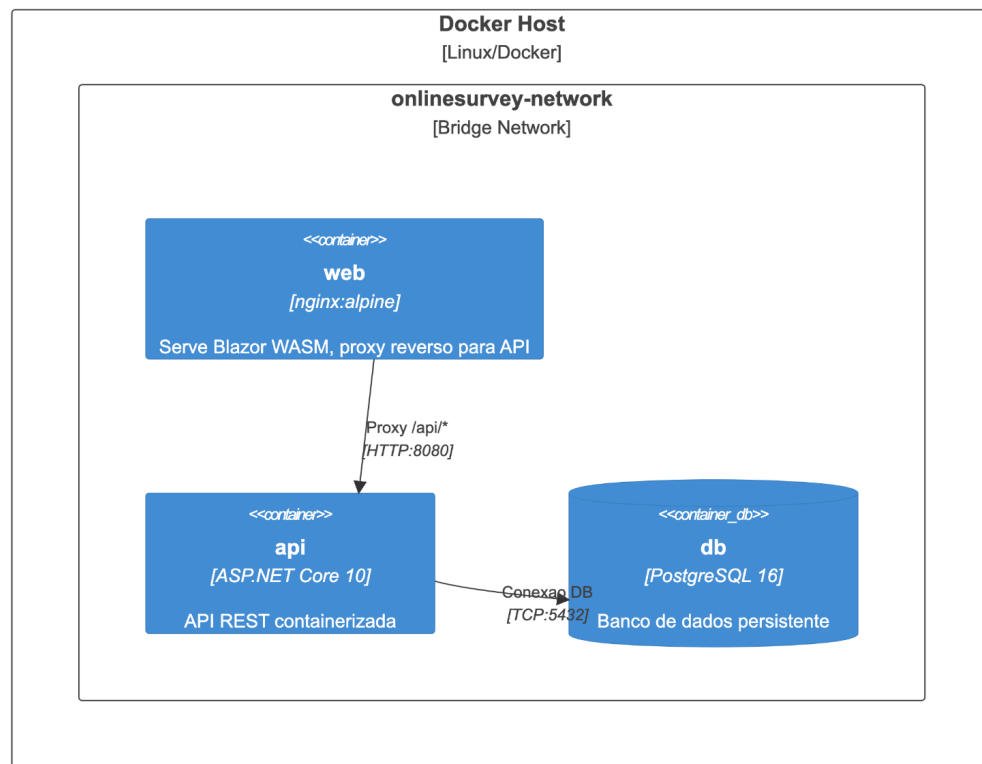 Docker Host
[Linux/Docker]
onlinesurvey-network
[Bridge Network]
<<container>>
web
[nginx:alpine]
Serve Blazor WASM, proxy reverso para API
Proxy /api/*
[HTTP:8080]
<<container>>
api
[ASP.NET Core 10]
API REST containerizada
Conexao DB
[TCP:5432]
<<container_db>>
db
[PostgreSQL 16]
Banco de dados persistente